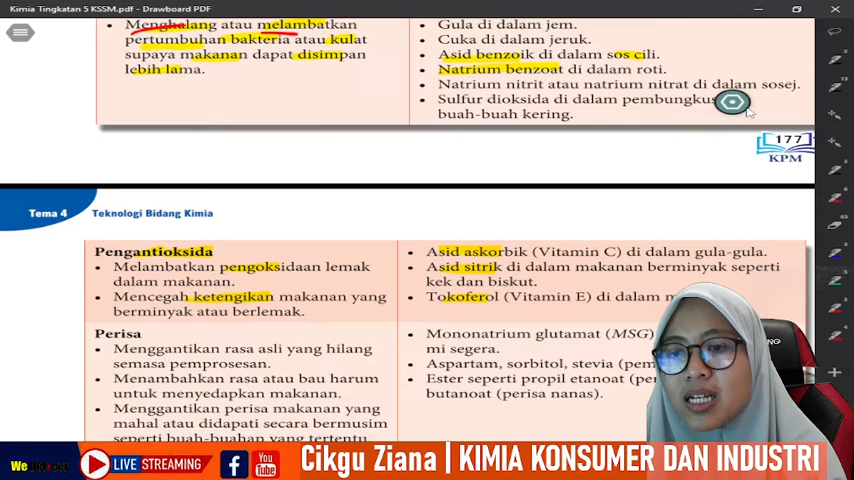 Kimia Tingkatan 5 KSSM.pdf - Drawboard PDF
Menghalang atau melambatkan
pertumbuhan bakteria atau kulat
supaya makanan dapat disimpan
lebih lama.
• Gula di dalam jem.
• Cuka di dalam jeruk.
• Asid benzoik di dalam sos cili.
• Natrium benzoat di dalam roti.
• Natrium nitrit atau natrium nitrat di dalam sosej.
• Sulfur dioksida di dalam pembungkus
buah-buah kering.
177
KPM
Tema 4 Teknologi Bidang Kimia
Pengantioksida
• Melambatkan pengoksidaan lemak
dalam makanan.
• Mencegah ketengikan makanan yang
berminyak atau berlemak.
• Asid askorbik (Vitamin C) di dalam gula-gula.
• Asid sitrik di dalam makanan berminyak seperti
kek dan biskut.
• Tokoferol (Vitamin E) di dalam
Perisa
• Menggantikan rasa asli yang hilang
semasa pemprosesan.
• Menambahkan rasa atau bau harum
untuk menyedapkan makanan.
• Menggantikan perisa makanan yang
mahal atau didapati secara bermusim
seperti buah-buahan yang tertentu.
• Mononatrium glutamat (MSG)
mi segera.
• Aspartam, sorbitol, stevia (pem
• Ester seperti propil etanoat (per
butanoat (perisa nanas).
LIVE STREAMING
You
Tube
Cikgu Ziana | KIMIA KONSUMER DAN INDUSTRI